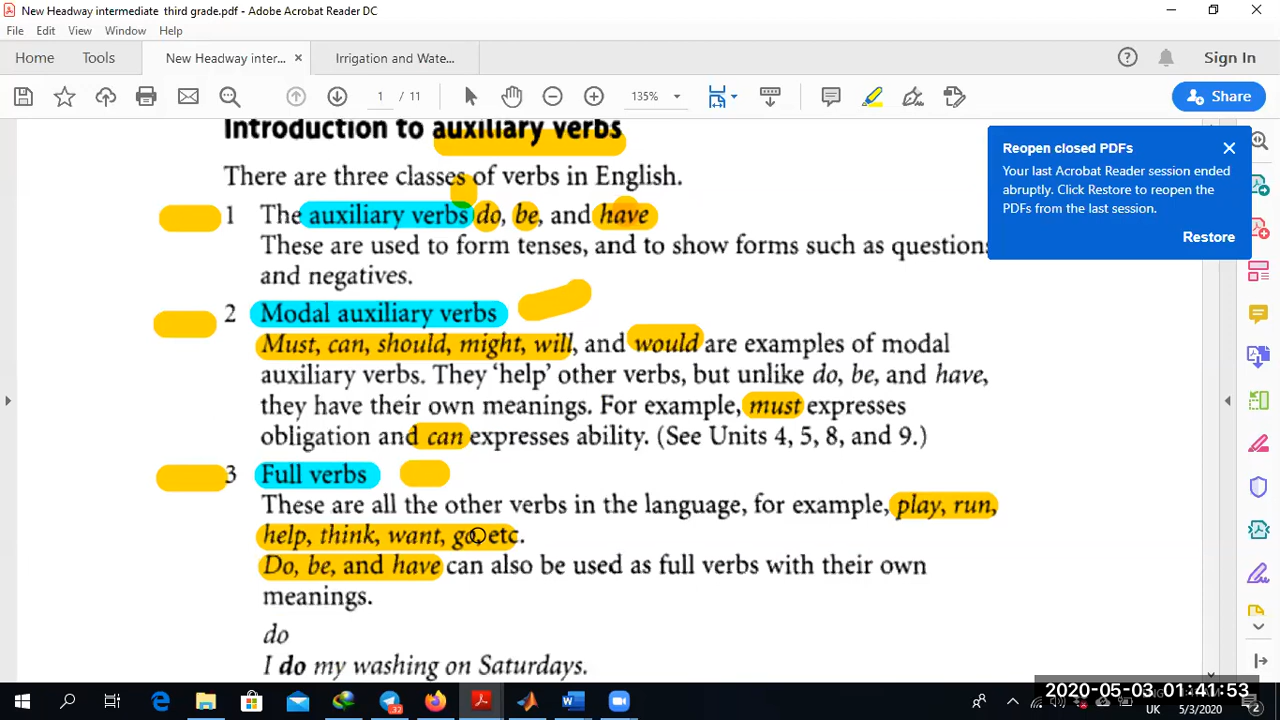 New Headway intermediate third grade.pdf - Adobe Acrobat Reader DC
File Edit View Window Help
Home Tools New Headway inter... × Irrigation and Wate... Sign In
1 / 11 135% Share
Introduction to auxiliary verbs
There are three classes of verbs in English.
1 The auxiliary verbs do, be, and have
These are used to form tenses, and to show forms such as questions
and negatives.
2 Modal auxiliary verbs
Must, can, should, might, will, and would are examples of modal
auxiliary verbs. They ‘help’ other verbs, but unlike do, be, and have,
they have their own meanings. For example, must expresses
obligation and can expresses ability. (See Units 4, 5, 8, and 9.)
3 Full verbs
These are all the other verbs in the language, for example, play, run,
help, think, want, go, etc.
Do, be, and have can also be used as full verbs with their own
meanings.
do
I do my washing on Saturdays.
Reopen closed PDFs
Your last Acrobat Reader session ended
abruptly. Click Restore to reopen the
PDFs from the last session.
Restore
32
2020-05-03 01:41:53
UK 5/3/2020 2